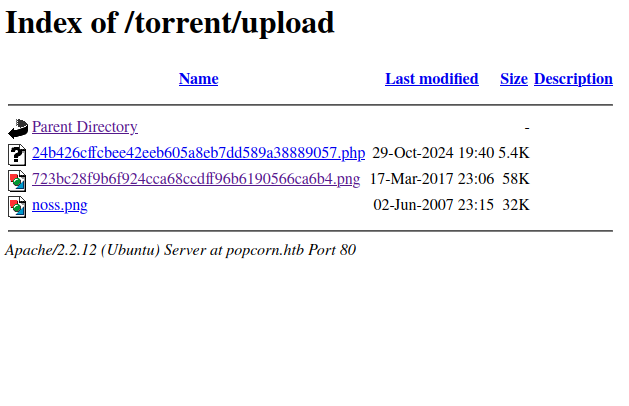 Index of /torrent/upload
Name Last modified Size Description
Parent Directory -
24b426cffcbee42eeb605a8eb7dd589a38889057.php 29-Oct-2024 19:40 5.4K
723bc28f9b6f924cca68ccdff96b6190566ca6b4.png 17-Mar-2017 23:06 58K
noss.png 02-Jun-2007 23:15 32K
Apache/2.2.12 (Ubuntu) Server at popcorn.htb Port 80